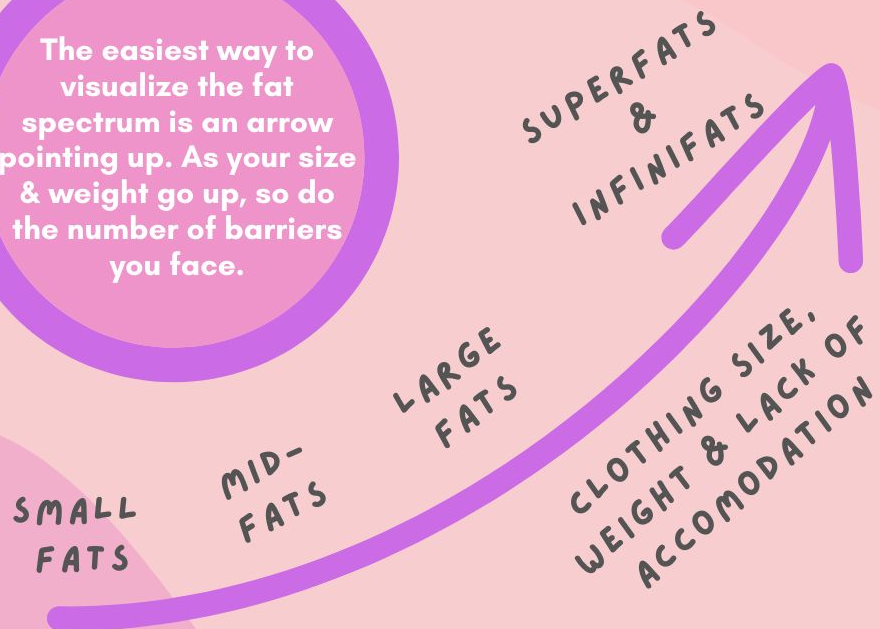 The easiest way to
visualize the fat
spectrum is an arrow
pointing up. As your size
& weight go up, so do
the number of barriers
you face.
SUPERFATS
&
INFINIFATS
LARGE
FATS
MID-
FATS
SMALL
FATS
CLOTHING SIZE,
WEIGHT & LACK OF
ACCOMODATION